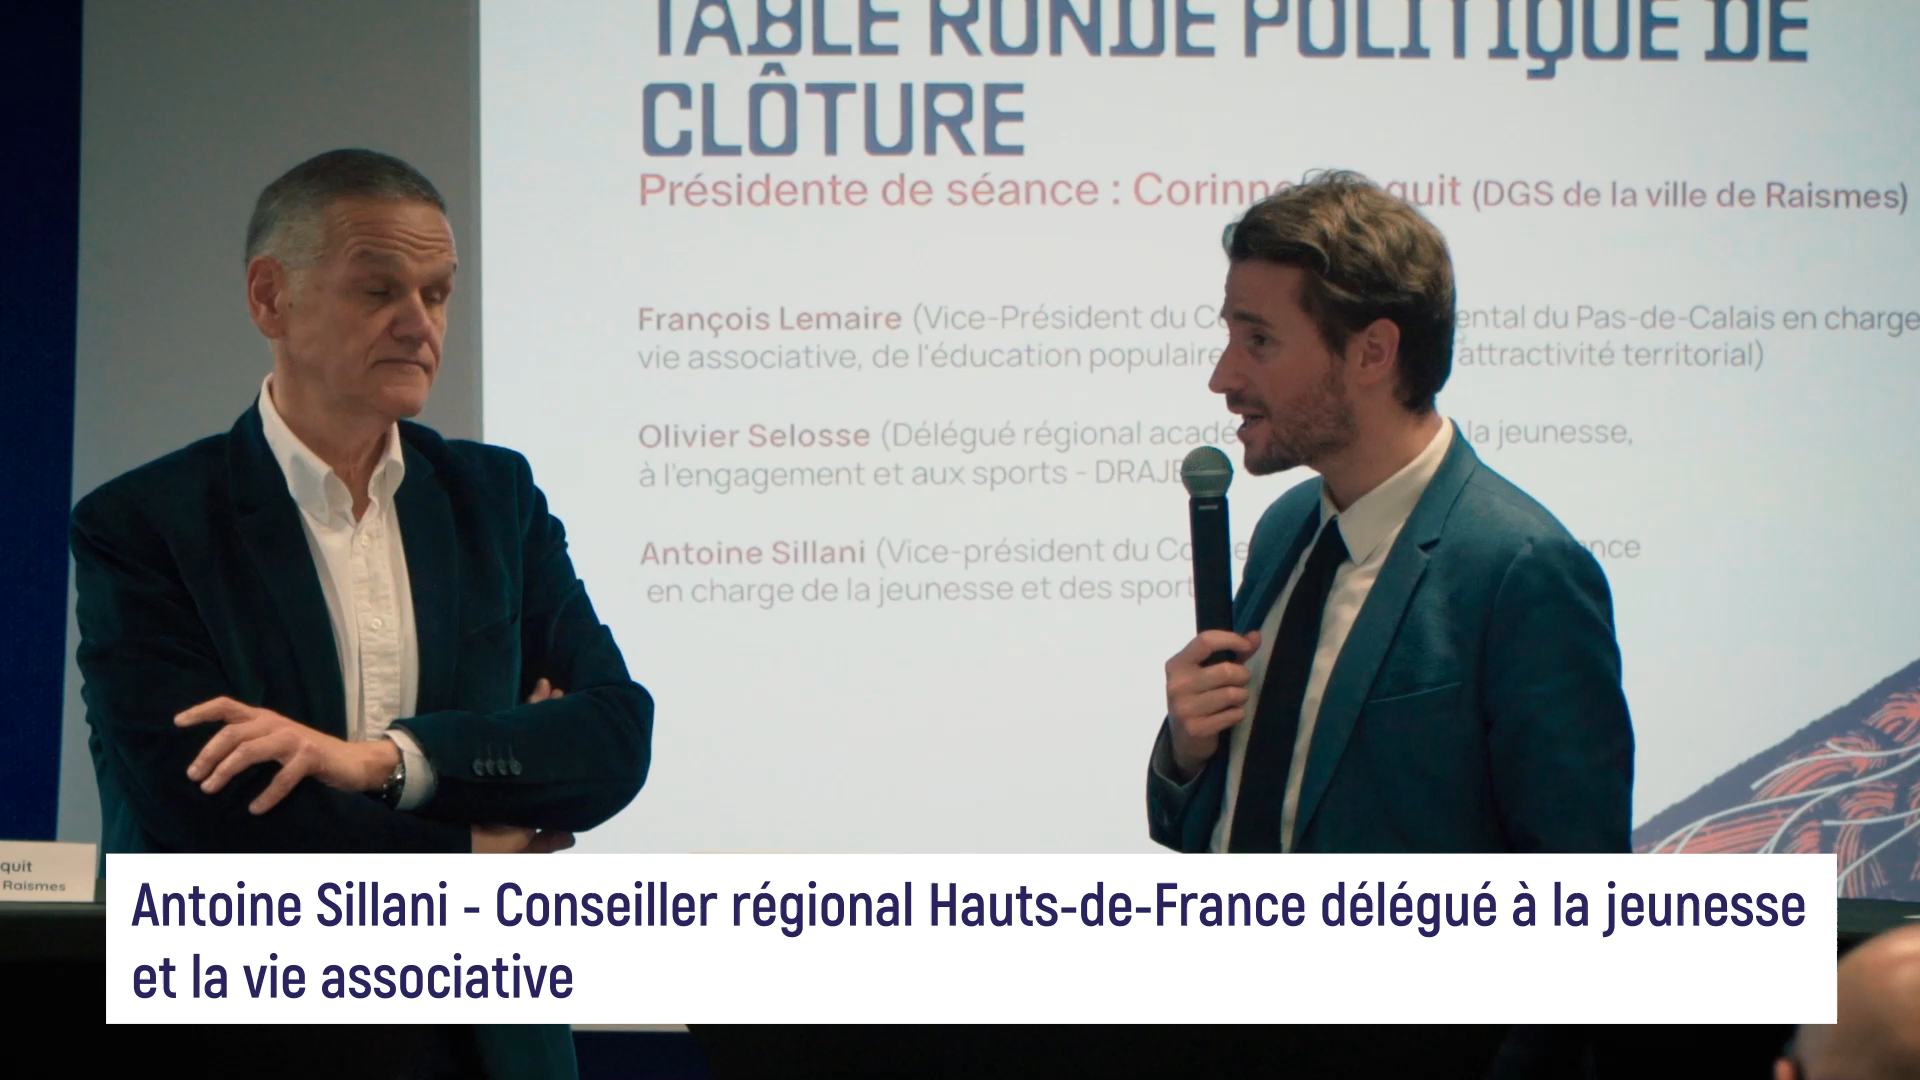 TABLE RONDE POLITIQUE DE
CLÔTURE
Présidente de séance : Corinne quit (DGS de la ville de Raismes)
François Lemaire (Vice-Président du ental du Pas-de-Calais en charge
vie associative, de l'éducation populaire attractivité territorial)
Olivier Selosse (Délégué régional acadé la jeunesse,
à l'engagement et aux sports - DRAJE
Antoine Sillani (Vice-président du nce
en charge de la jeunesse et des sport
quit
Raismes
Antoine Sillani - Conseiller régional Hauts-de-France délégué à la jeunesse
et la vie associative